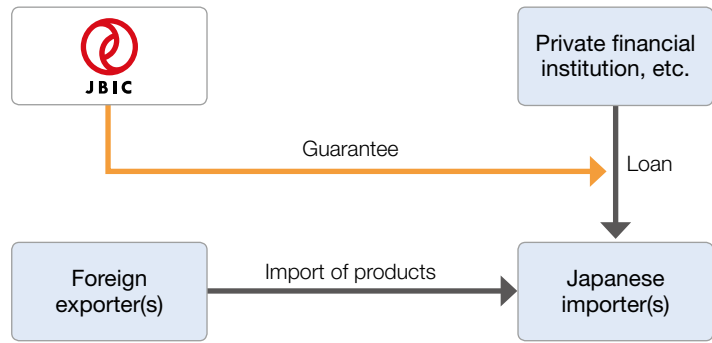 JBIC
Private financial
institution, etc.
Guarantee
Loan
Foreign
exporter(s)
Import of products
Japanese
importer(s)